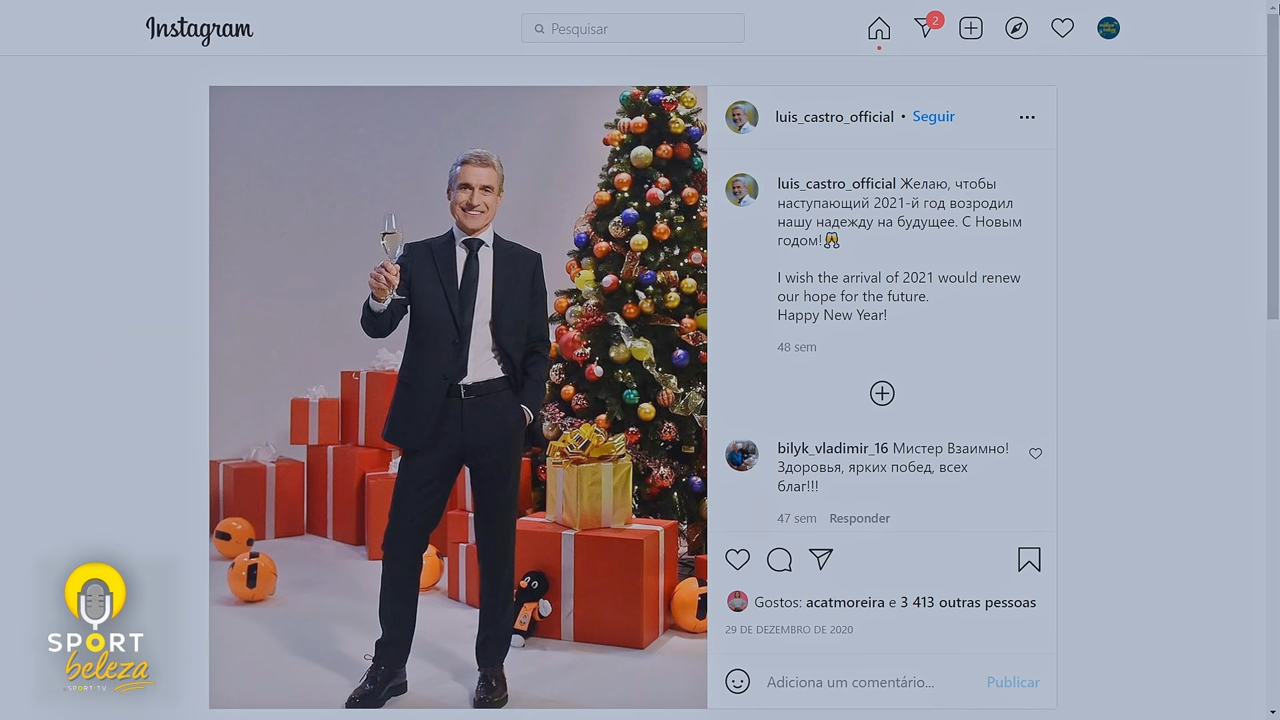 Instagram
Pesquisar
2
luis_castro_official • Seguir
luis_castro_official Желаю, чтобы
наступающий 2021-й год возродил
нашу надежду на будущее. С Новым
годом!🥂
I wish the arrival of 2021 would renew
our hope for the future.
Happy New Year!
48 sem
bilyk_vladimir_16 Мистер Взаимно!
Здоровья, ярких побед, всех
благ!!!
47 sem Responder
Gostos: acatmoreira e 3 413 outras pessoas
29 DE DEZEMBRO DE 2020
Adiciona um comentário... Publicar
SPORT
beleza
SPORT TV